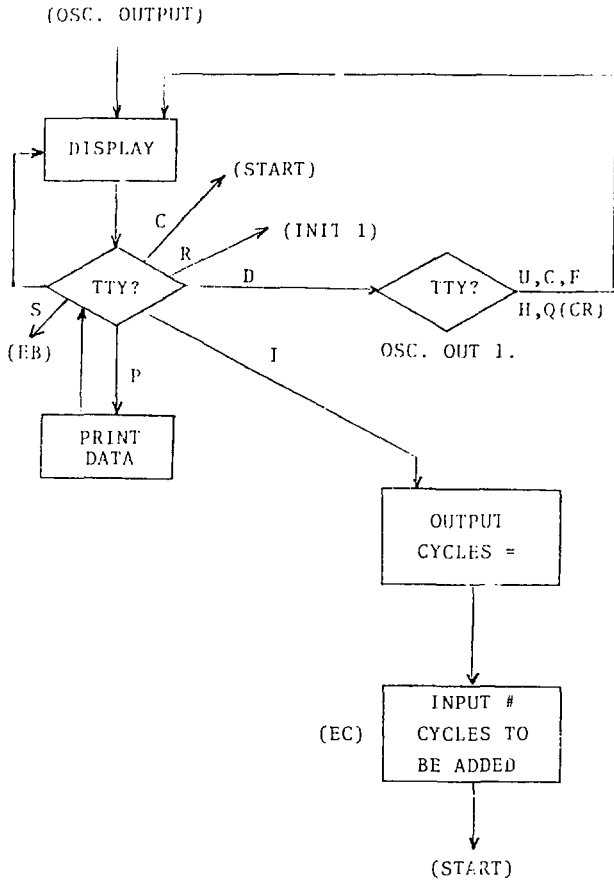 (OSC. OUTPUT)
DISPLAY
(START)
C
R
(INIT 1)
TTY?
D
TTY?
U,C,F
H,Q(CR)
S
(EB)
OSC. OUT 1.
I
P
PRINT
DATA
OUTPUT
CYCLES =
(EC)
INPUT #
CYCLES TO
BE ADDED
(START)